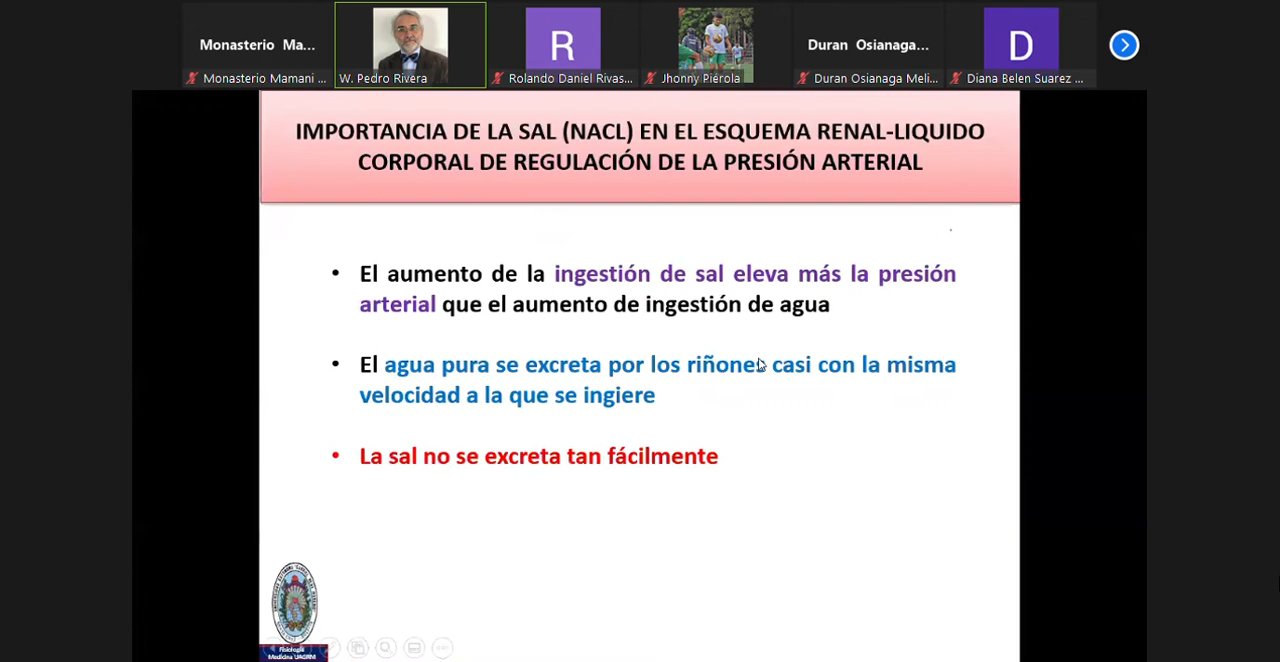 Monasterio Ma...
R
Duran Osianaga...
D
Monasterio Mamani ...
W. Pedro Rivera
Rolando Daniel Rivas...
Jhonny Piérola
Duran Osianaga Meli...
Diana Belen Suarez ...
IMPORTANCIA DE LA SAL (NACL) EN EL ESQUEMA RENAL-LIQUIDO
CORPORAL DE REGULACIÓN DE LA PRESIÓN ARTERIAL
• El aumento de la ingestión de sal eleva más la presión
arterial que el aumento de ingestión de agua
• El agua pura se excreta por los riñones casi con la misma
velocidad a la que se ingiere
• La sal no se excreta tan fácilmente
Fisiología
Medicina UAGRM